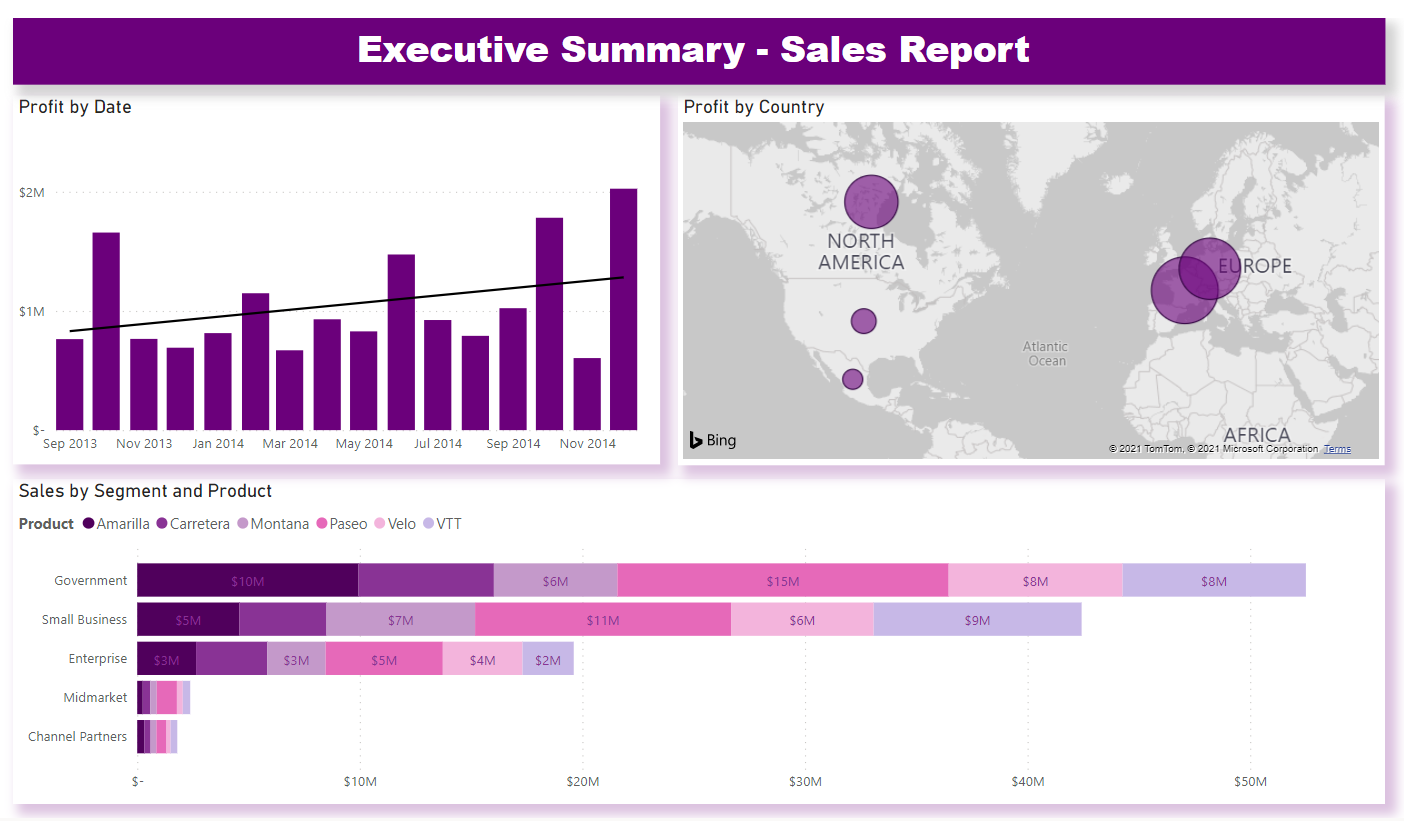 Executive Summary - Sales Report
Profit by Date
$2M
$1M
$-
Sep 2013 Nov 2013 Jan 2014 Mar 2014 May 2014 Jul 2014 Sep 2014 Nov 2014
Profit by Country
NORTH
AMERICA
EUROPE
Atlantic
Ocean
AFRICA
Bing
© 2021 TomTom, © 2021 Microsoft Corporation Terms
Sales by Segment and Product
Product Amarilla Carretera Montana Paseo Velo VTT
Government $10M $6M $15M $8M $8M
Small Business $5M $7M $11M $6M $9M
Enterprise $3M $3M $5M $4M $2M
Midmarket
Channel Partners
$- $10M $20M $30M $40M $50M